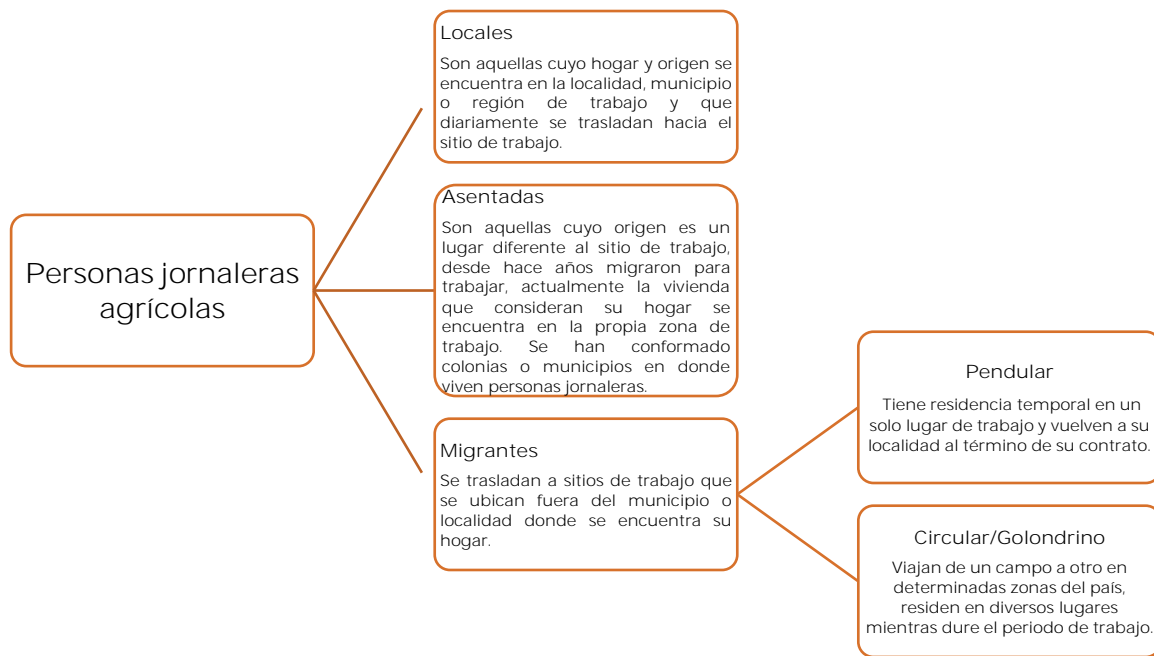 Locales
Son aquellas cuyo hogar y origen se
encuentra en la localidad, municipio
o región de trabajo y que
diariamente se trasladan hacia el
sitio de trabajo.
Personas jornaleras
agrícolas
Asentadas
Son aquellas cuyo origen es un
lugar diferente al sitio de trabajo,
desde hace años migraron para
trabajar, actualmente la vivienda
que consideran su hogar se
encuentra en la propia zona de
trabajo. Se han conformado
colonias o municipios en donde
viven personas jornaleras.
Migrantes
Se trasladan a sitios de trabajo que
se ubican fuera del municipio o
localidad donde se encuentra su
hogar.
Pendular
Tiene residencia temporal en un
solo lugar de trabajo y vuelven a su
localidad al término de su contrato.
Circular/Golondrino
Viajan de un campo a otro en
determinadas zonas del país,
residen en diversos lugares
mientras dure el periodo de trabajo.